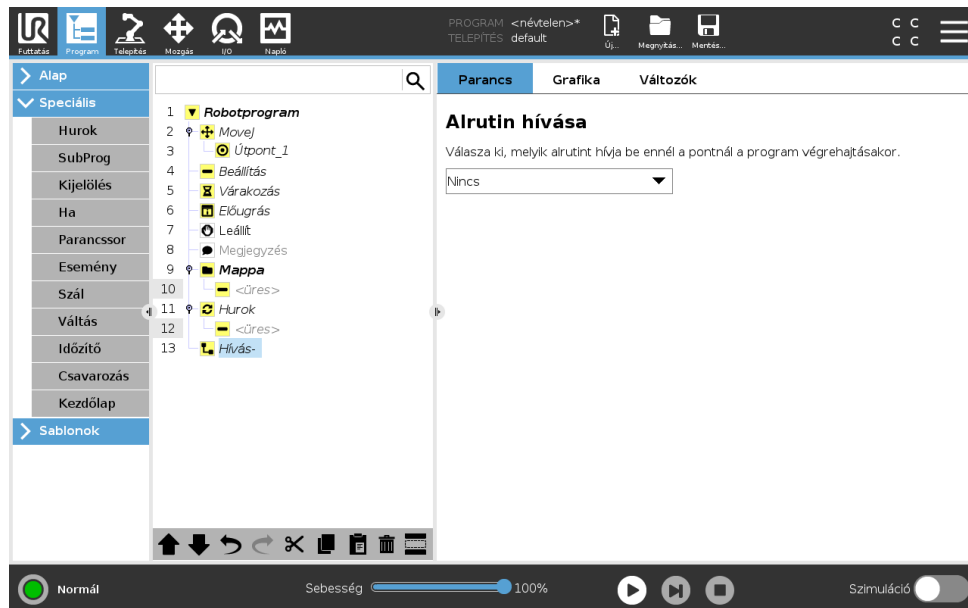 UR
Futtatás
Program
Telepítés
Mozgás
I/O
Napló
PROGRAM <névtelen>*
TELEPÍTÉS default
Új...
Megnyitás...
Mentés...
C C
C C
Alap
Speciális
Hurok
SubProg
Kijelölés
Ha
Parancssor
Esemény
Szál
Váltás
Időzítő
Csavarozás
Kezdőlap
Sablonok
1 Robotprogram
2 MoveJ
3 Útpont_1
4 Beállítás
5 Várakozás
6 Előugrás
7 Leállít
8 Megjegyzés
9 Mappa
10 <üres>
11 Hurok
12 <üres>
13 Hívás-
Parancs Grafika Változók
Alrutin hívása
Válasza ki, melyik alrutint hívja be ennél a pontnál a program végrehajtásakor.
Nincs
Normál
Sebesség 100%
Szimuláció